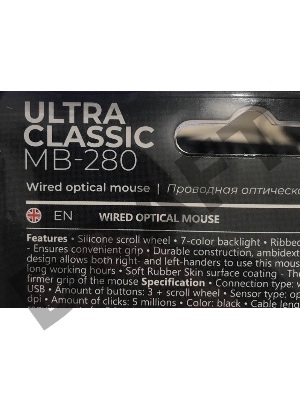 ULTRA
CLASSIC
MB-280
Wired optical mouse | Проводная оптическ
EN WIRED OPTICAL MOUSE
Features • Silicone scroll wheel • 7-color backlight • Ribbed
- Ensures convenient grip • Durable construction, ambidext
design allows both right- and left-handers to use this mous
long working hours • Soft Rubber Skin surface coating - The
firmer grip of the mouse Specification • Connection type: w
USB • Amount of buttons: 3 + scroll wheel • Sensor type: op
dpi • Amount of clicks: 5 millions • Color: black • Cable leng